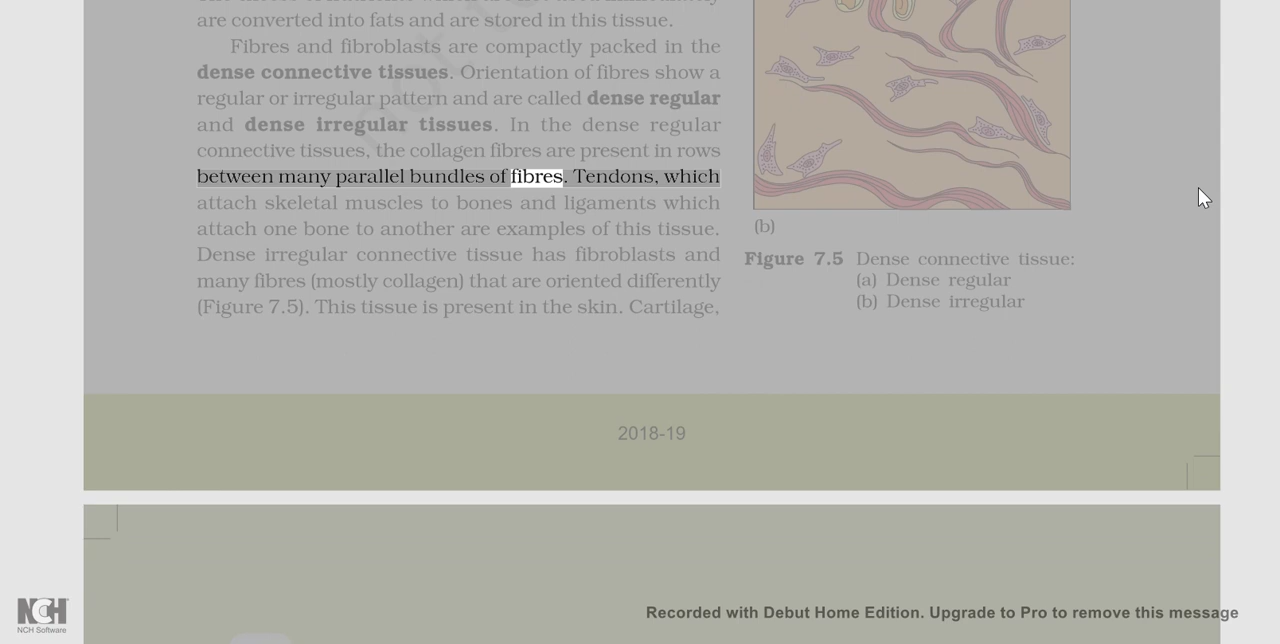 are converted into fats and are stored in this tissue.
Fibres and fibroblasts are compactly packed in the
dense connective tissues. Orientation of fibres show a
regular or irregular pattern and are called dense regular
and dense irregular tissues. In the dense regular
connective tissues, the collagen fibres are present in rows
between many parallel bundles of fibres. Tendons, which
attach skeletal muscles to bones and ligaments which
attach one bone to another are examples of this tissue.
Dense irregular connective tissue has fibroblasts and
many fibres (mostly collagen) that are oriented differently
(Figure 7.5). This tissue is present in the skin. Cartilage,
(b)
Figure 7.5 Dense connective tissue:
(a) Dense regular
(b) Dense irregular
2018-19
NCH
NCH Software
Recorded with Debut Home Edition. Upgrade to Pro to remove this message